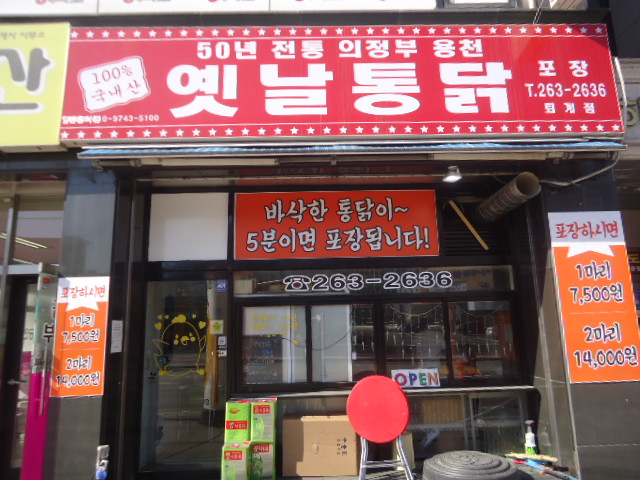 산
50년 전통 의정부 용천
100%
국내산
옛날통닭
포장
T.263-2636
퇴계점
바삭한 통닭이~
5분이면 포장됩니다!
☎263-2636
포장하시면
1마리
7,500원
2마리
14,000원
포장하시면
1마리
7,500원
2마리
14,000원
OPEN